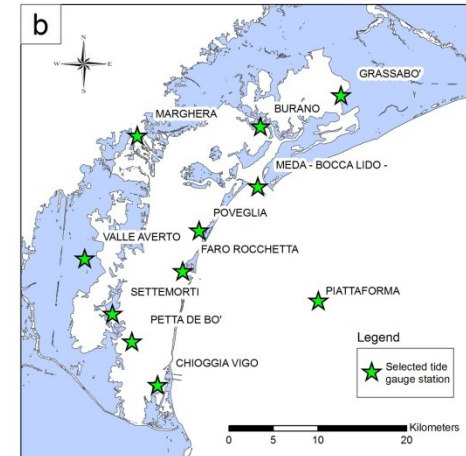 b
N
W E
S
GRASSABO'
BURANO
MARGHERA
MEDA - BOCCA LIDO -
POVEGLIA
VALLE AVERTO
FARO ROCCHETTA
SETTEMORTI
PIATTAFORMA
PETTA DE BO'
CHIOGGIA VIGO
Legend
Selected tide
gauge station
Kilometers
0 5 10 20